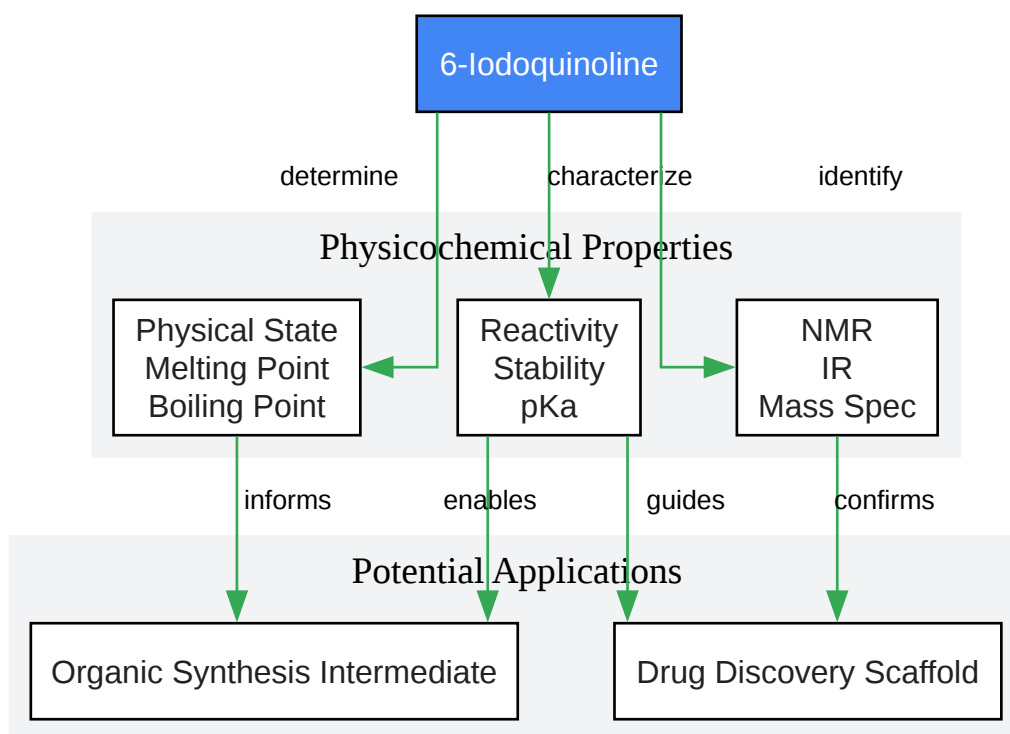 6-Iodoquinoline
determine
characterize
identify
Physicochemical Properties
Physical State
Melting Point
Boiling Point
Reactivity
Stability
pKa
NMR
IR
Mass Spec
informs
enables
guides
confirms
Potential Applications
Organic Synthesis Intermediate
Drug Discovery Scaffold